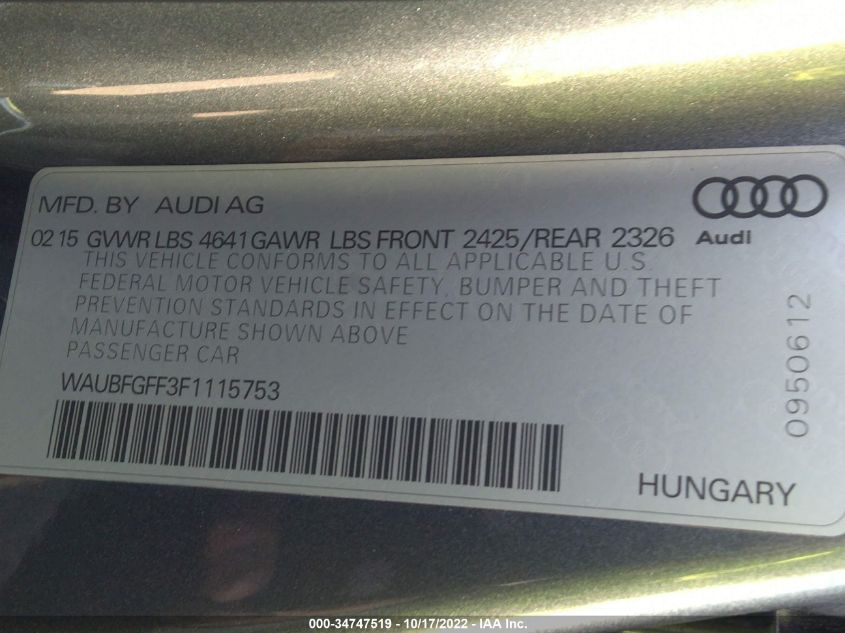 MFD. BY AUDI AG
02 15 GVWR LBS 4641 GAWR LBS FRONT 2425/REAR 2326
Audi
THIS VEHICLE CONFORMS TO ALL APPLICABLE U.S.
FEDERAL MOTOR VEHICLE SAFETY, BUMPER AND THEFT
PREVENTION STANDARDS IN EFFECT ON THE DATE OF
MANUFACTURE SHOWN ABOVE
PASSENGER CAR
WAUBFGFF3F1115753
0950612
HUNGARY
000-34747519 - 10/17/2022 - IAA Inc.